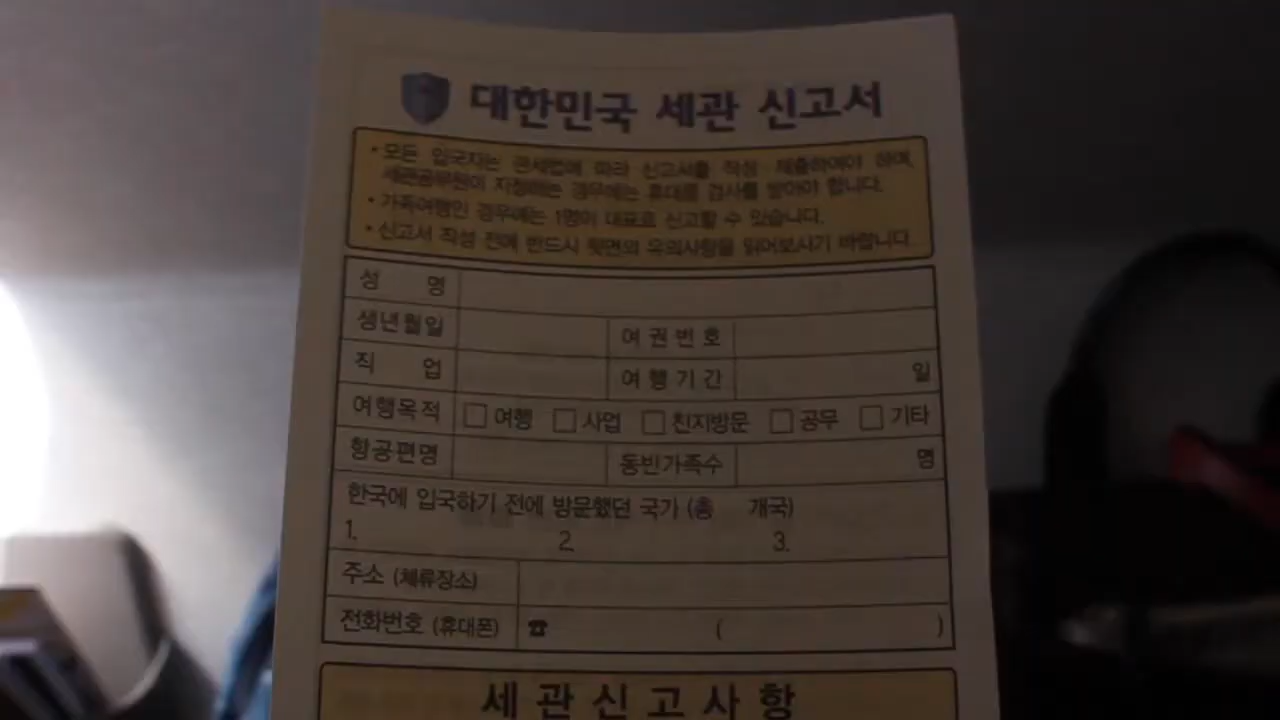 대한민국 세관 신고서
• 모든 입국자는 관세법에 따라 신고서를 작성 제출하여야 하며,
세관공무원이 지정하는 경우에는 휴대품 검사를 받아야 합니다.
• 가족여행인 경우에는 1명이 대표로 신고할 수 있습니다.
• 신고서 작성 전에 반드시 뒷면의 유의사항을 읽어보시기 바랍니다.
성 명
생년월일 여 권 번 호
직 업 여 행 기 간 일
여행목적 □ 여행 □ 사업 □ 친지방문 □ 공무 □ 기타
항공편명 동반가족수 명
한국에 입국하기 전에 방문했던 국가 (총 개국)
1. 2. 3.
주소 (체류장소)
전화번호 (휴대폰) ☎ ( )
세 관 신 고 사 항